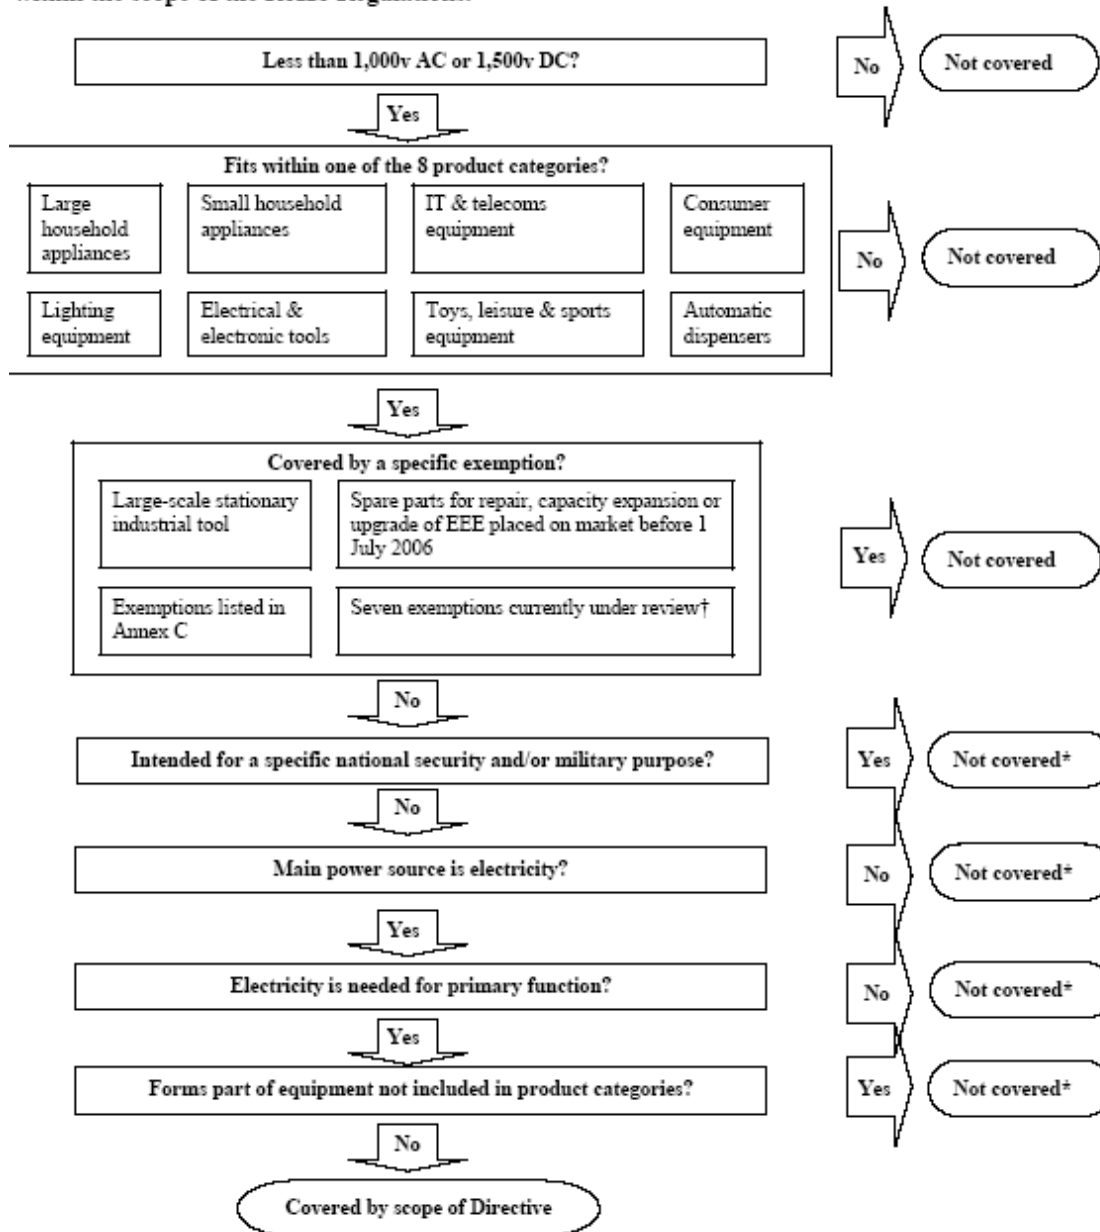 within the scope of the RoHS Regulations.
Less than 1,000v AC or 1,500v DC?
No
Not covered
Yes
Fits within one of the 8 product categories?
Large
household
appliances
Small household
appliances
IT & telecoms
equipment
Consumer
equipment
No
Not covered
Lighting
equipment
Electrical &
electronic tools
Toys, leisure & sports
equipment
Automatic
dispensers
Yes
Covered by a specific exemption?
Large-scale stationary
industrial tool
Spare parts for repair, capacity expansion or
upgrade of EEE placed on market before 1
July 2006
Yes
Not covered
Exemptions listed in
Annex C
Seven exemptions currently under review†
No
Intended for a specific national security and/or military purpose?
Yes
Not covered*
No
Main power source is electricity?
No
Not covered*
Yes
Electricity is needed for primary function?
No
Not covered*
Yes
Forms part of equipment not included in product categories?
Yes
Not covered*
No
Covered by scope of Directive